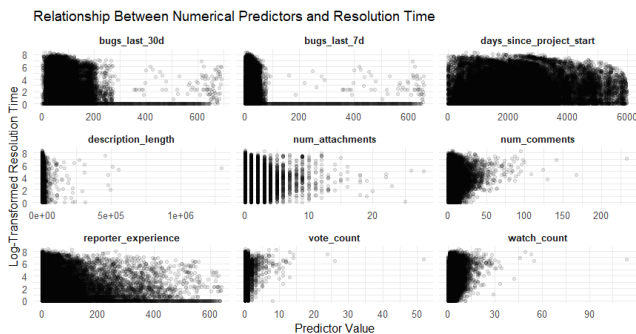 Relationship Between Numerical Predictors and Resolution Time
bugs_last_30d bugs_last_7d days_since_project_start
8
6
4
2
0
0 200 400 600 0 200 400 600 0 2000 4000 6000
description_length num_attachments num_comments
8
6
4
2
0
0e+00 5e+05 1e+06 0 10 20 0 50 100 150 200
reporter_experience vote_count watch_count
8
6
4
2
0
0 100 200 300 400 500 600 0 10 20 30 40 50 0 30 60 90
Log-Transformed Resolution Time
Predictor Value